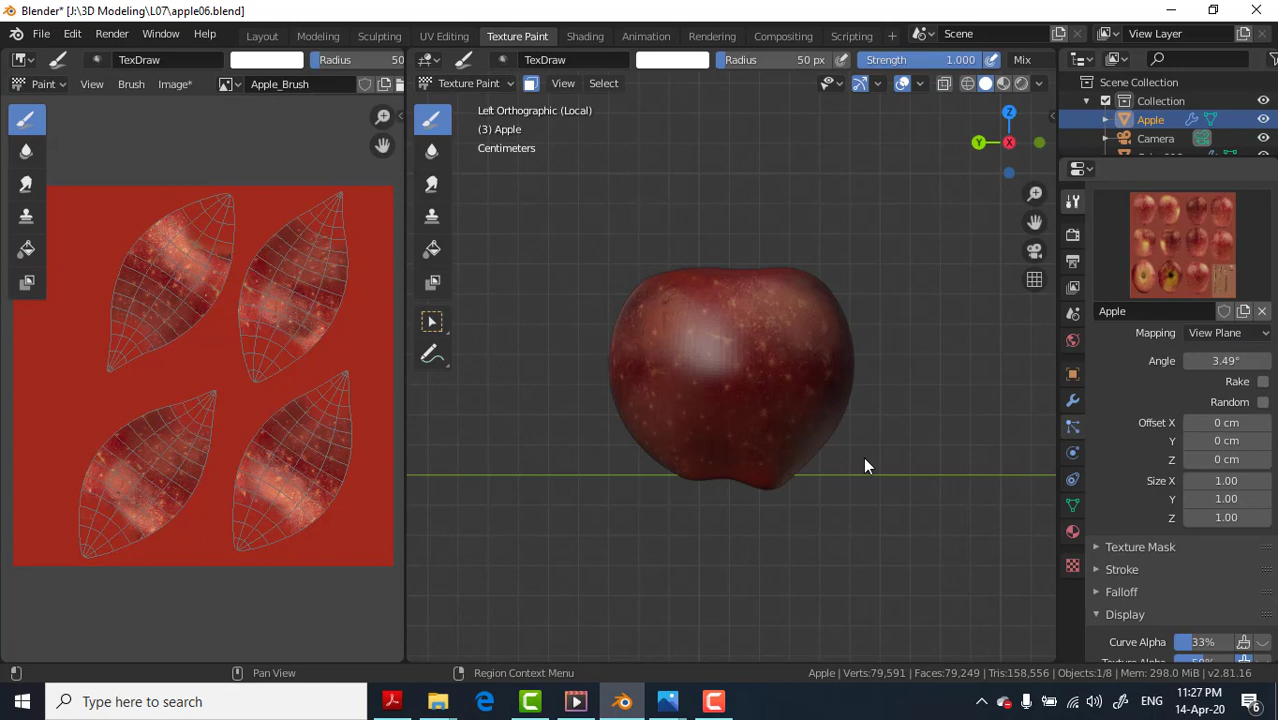 Blender* [J:\3D Modeling\L07\apple06.blend]
File Edit Render Window Help Layout Modeling Sculpting UV Editing Texture Paint Shading Animation Rendering Compositing Scripting Scene View Layer
TexDraw Radius 50 TexDraw Radius 50 px Strength 1.000 Mix
Paint View Brush Image* Apple_Brush Texture Paint View Select
Scene Collection
Collection
Apple
Camera
Left Orthographic (Local)
(3) Apple
Centimeters
Z
Y
X
Apple
Mapping View Plane
Angle 3.49°
Rake
Random
Offset X 0 cm
Y 0 cm
Z 0 cm
Size X 1.00
Y 1.00
Z 1.00
Texture Mask
Stroke
Falloff
Display
Curve Alpha 33%
Pan View Region Context Menu Apple | Verts:79,591 | Faces:79,249 | Tris:158,556 | Objects:1/8 | Mem: 298.0 MiB | v2.81.16
Type here to search
ENG
11:27 PM
14-Apr-20
6